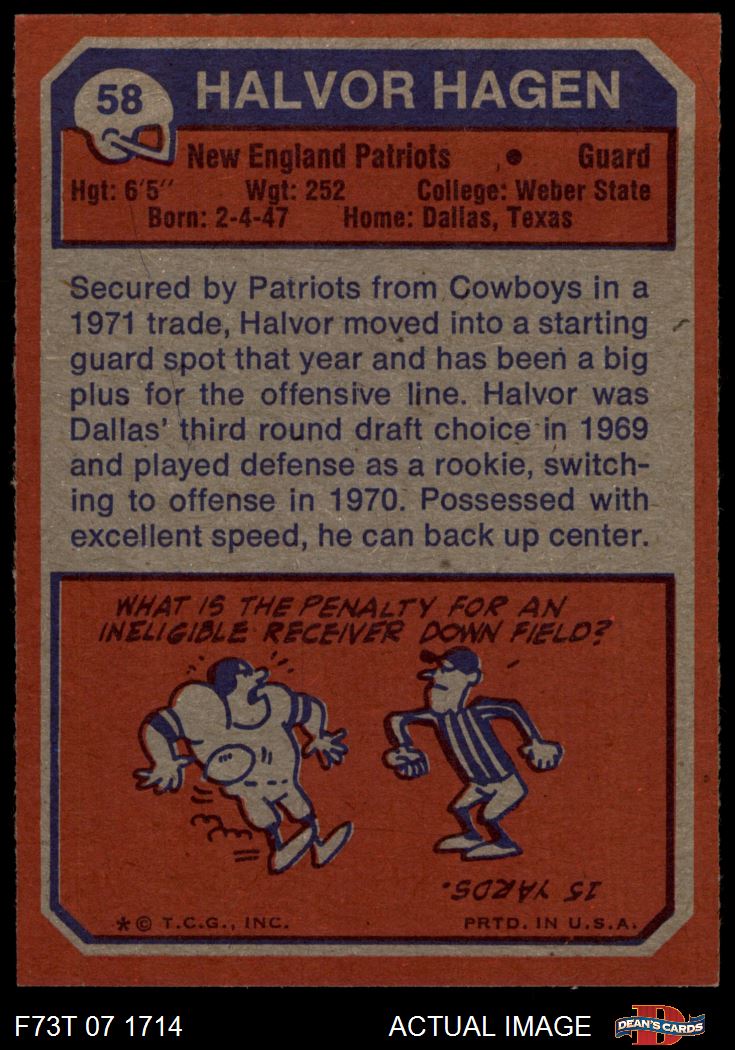 58
HALVOR HAGEN
New England Patriots • Guard
Hgt: 6'5" Wgt: 252 College: Weber State
Born: 2-4-47 Home: Dallas, Texas
Secured by Patriots from Cowboys in a
1971 trade, Halvor moved into a starting
guard spot that year and has been a big
plus for the offensive line. Halvor was
Dallas' third round draft choice in 1969
and played defense as a rookie, switch-
ing to offense in 1970. Possessed with
excellent speed, he can back up center.
WHAT IS THE PENALTY FOR AN
INELIGIBLE RECEIVER DOWN FIELD?
15 YARDS.
*© T.C.G., INC. PRTD. IN U.S.A.
F73T 07 1714 ACTUAL IMAGE D DEAN'S CARDS